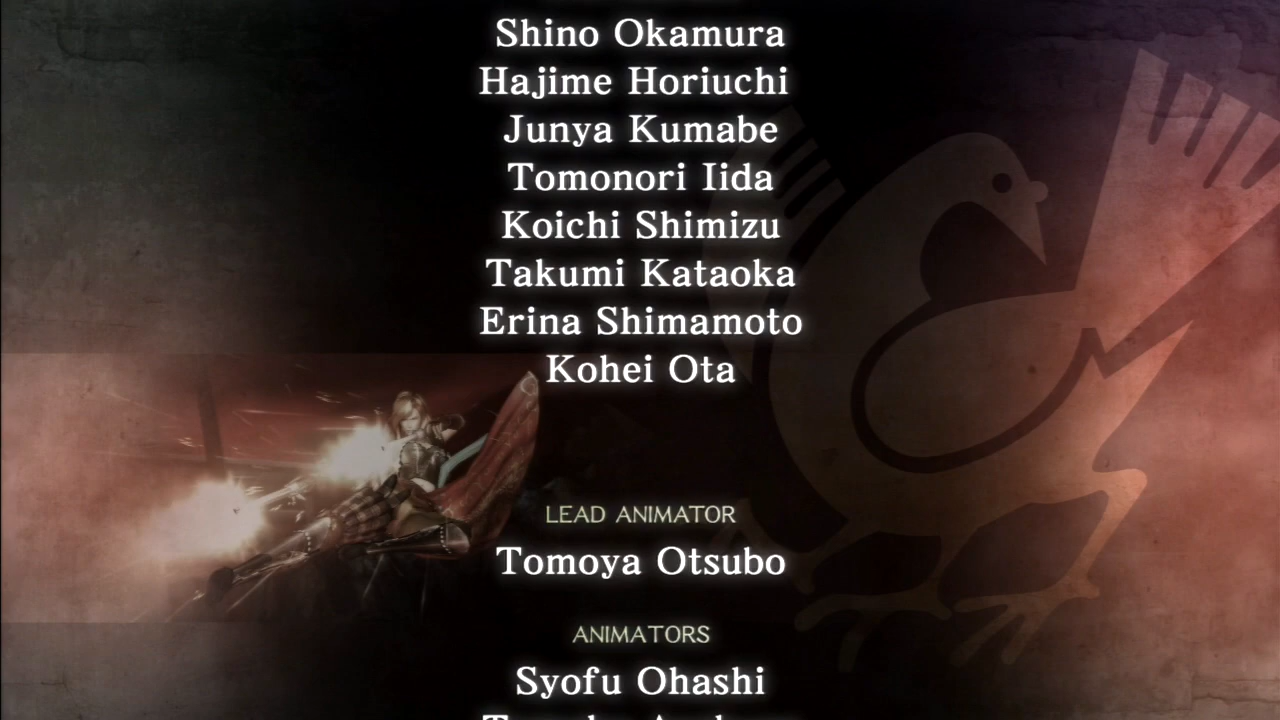 Shino Okamura
Hajime Horiuchi
Junya Kumabe
Tomonori Iida
Koichi Shimizu
Takumi Kataoka
Erina Shimamoto
Kohei Ota
LEAD ANIMATOR
Tomoya Otsubo
ANIMATORS
Syofu Ohashi